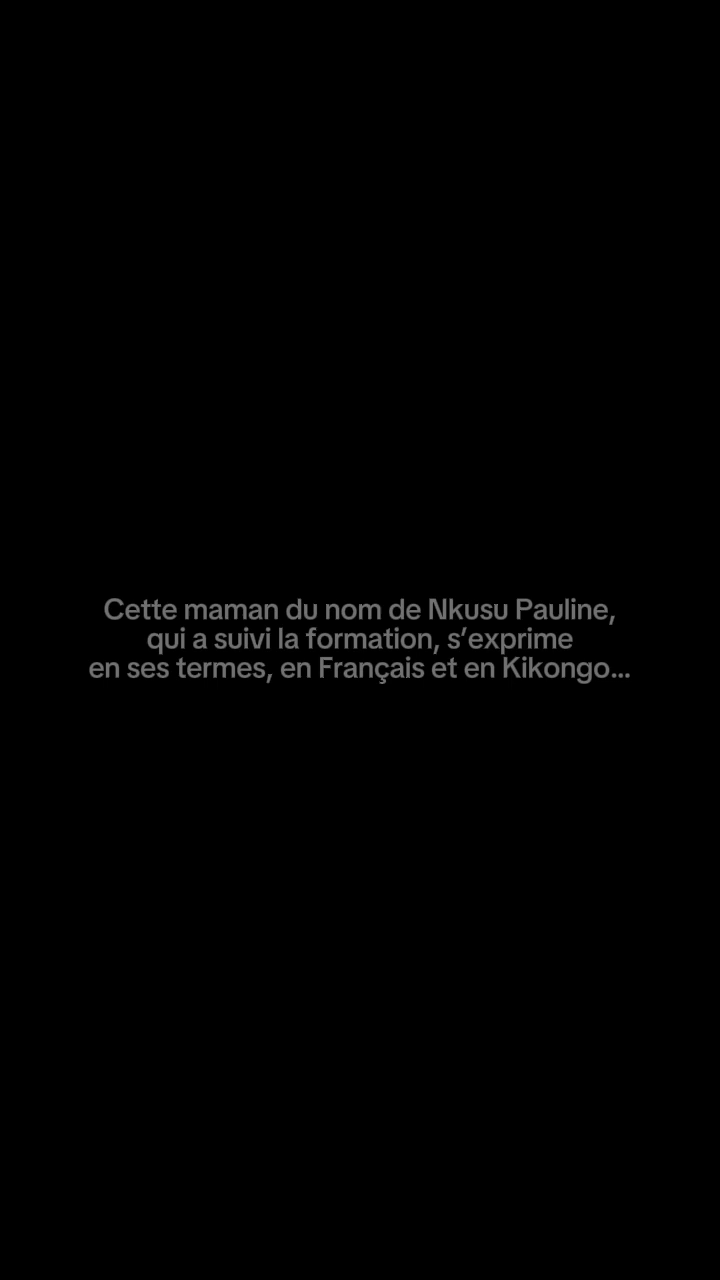 Cette maman du nom de Nkusu Pauline,
qui a suivi la formation, s’exprime
en ses termes, en Français et en Kikongo...